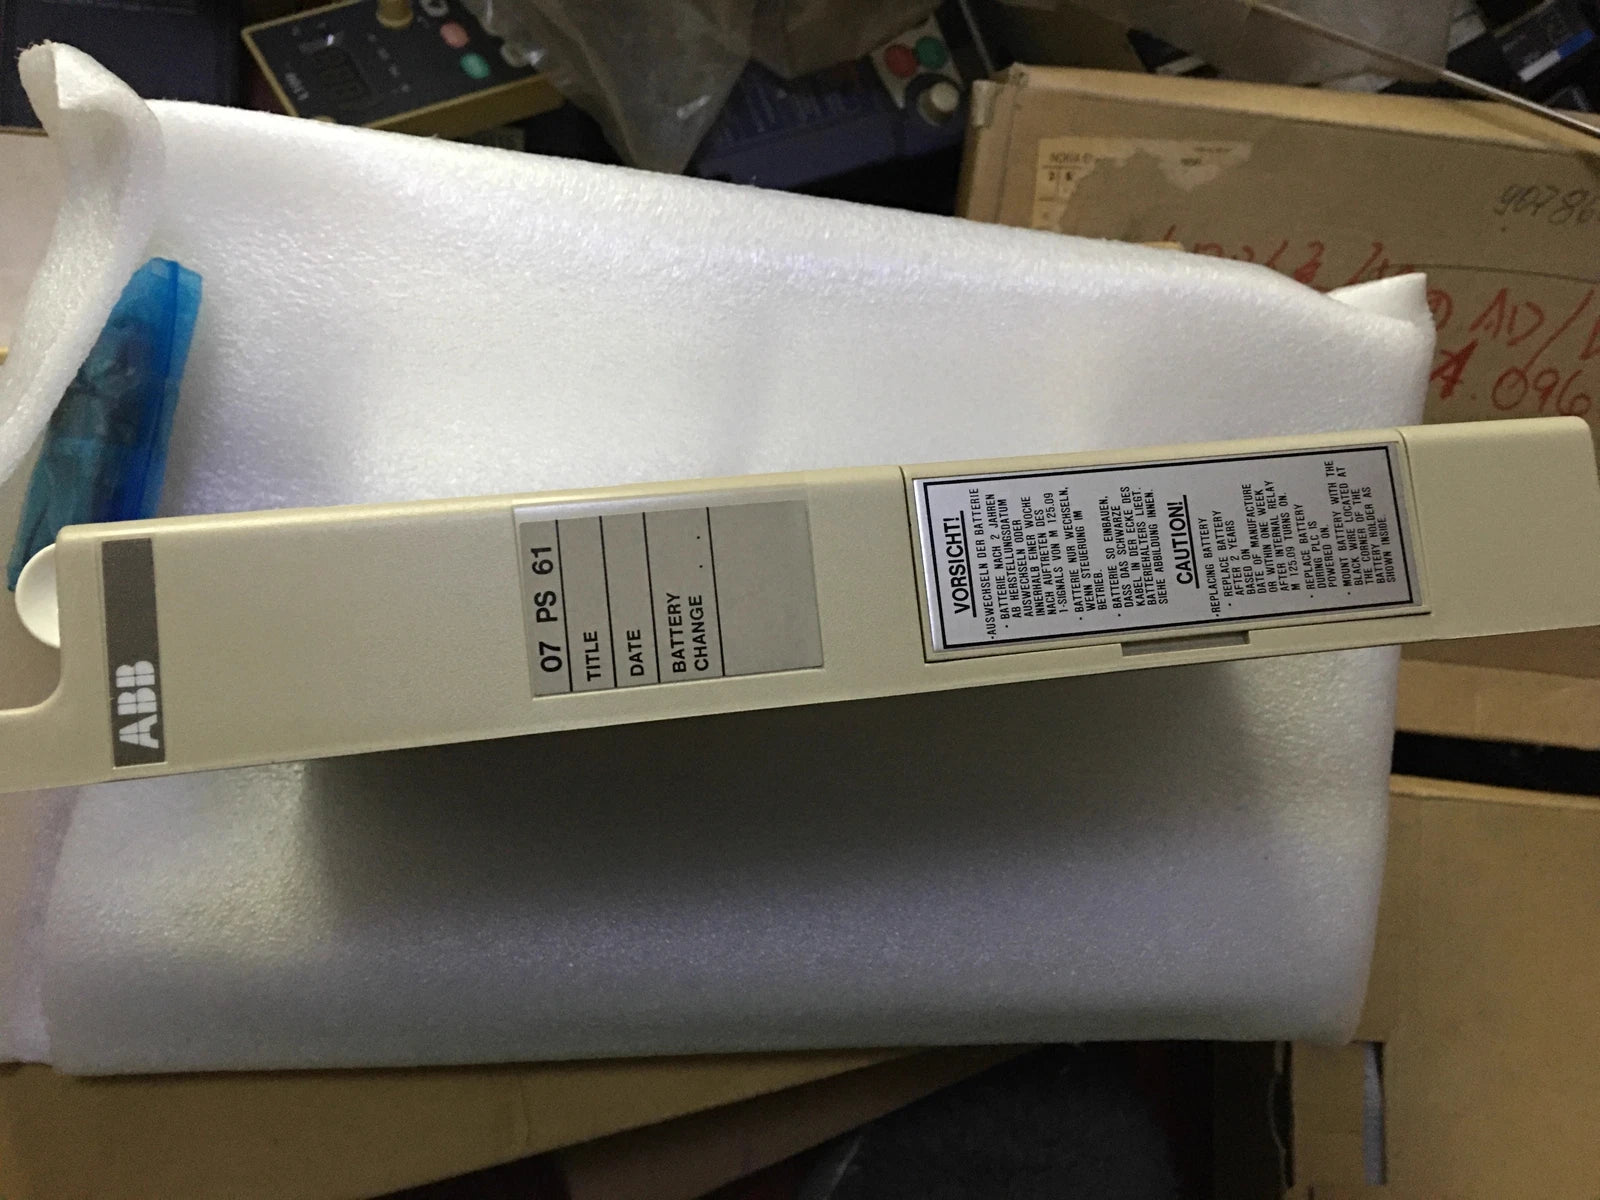 ABB
07 PS 61
TITLE
DATE
BATTERY
CHANGE
VORSICHT!
·AUSWECHSELN DER BATTERIE
· BATTERIE NACH 2 JAHREN
AB HERSTELLUNGSDATUM
AUSWECHSELN ODER
INNERHALB EINER WOCHE
NACH AUFTRETEN DES
1-SIGNALS VON M 125.09
· BATTERIE NUR WECHSELN,
WENN STEUERUNG IM
BETRIEB.
· BATTERIE SO EINBAUEN,
DASS DAS SCHWARZE
KABEL IN DER ECKE DES
BATTERIEHALTERS LIEGT.
SIEHE ABBILDUNG INNEN.
CAUTION!
·REPLACING BATTERY
· REPLACE BATTERY
AFTER 2 YEARS
BASED ON
DATE OF MANUFACTURE
OR WITHIN ONE WEEK
AFTER INTERNAL RELAY
M 125.09 TURNS ON.
· REPLACE BATTERY
DURING PLC IS
POWERED ON.
· MOUNT BATTERY WITH THE
BLACK WIRE LOCATED AT
THE CORNER OF THE
BATTERY HOLDER AS
SHOWN INSIDE.
AD/
096